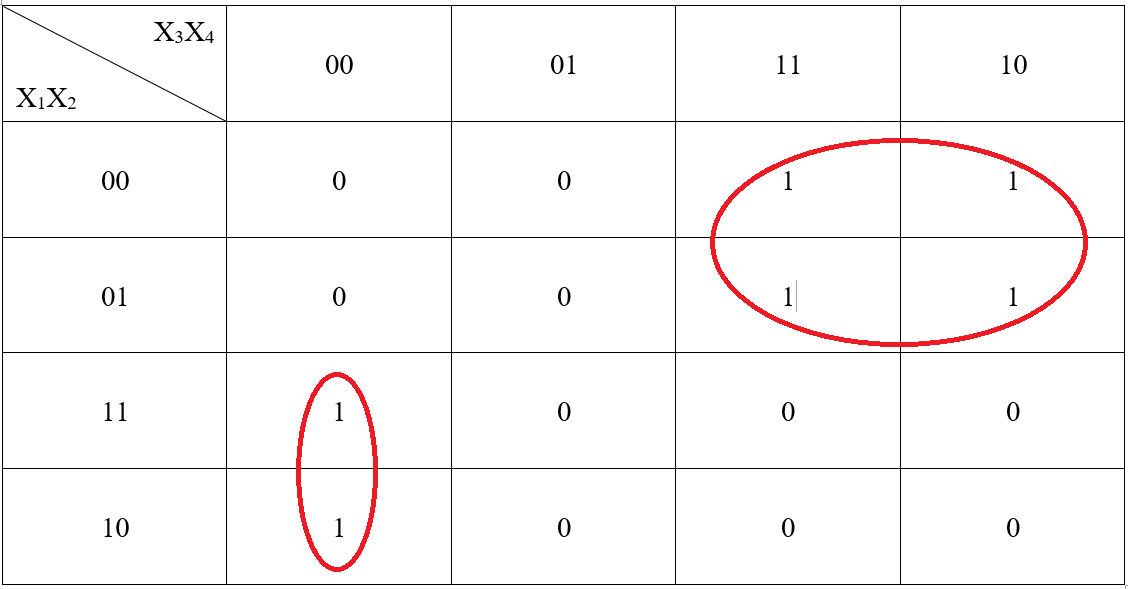 X₃X₄
X₁X₂
00 01 11 10
00 0 0 1 1
01 0 0 1 1
11 1 0 0 0
10 1 0 0 0